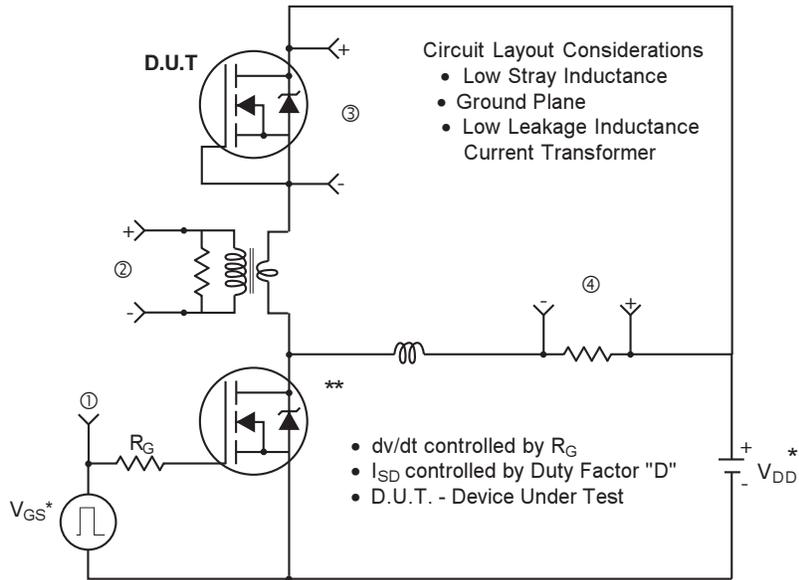 D.U.T
+
-
③
Circuit Layout Considerations
• Low Stray Inductance
• Ground Plane
• Low Leakage Inductance
Current Transformer
+
②
-
-
④
+
**
①
R_G
V_GS*
• dv/dt controlled by R_G
• I_SD controlled by Duty Factor "D"
• D.U.T. - Device Under Test
+
-
V_DD*